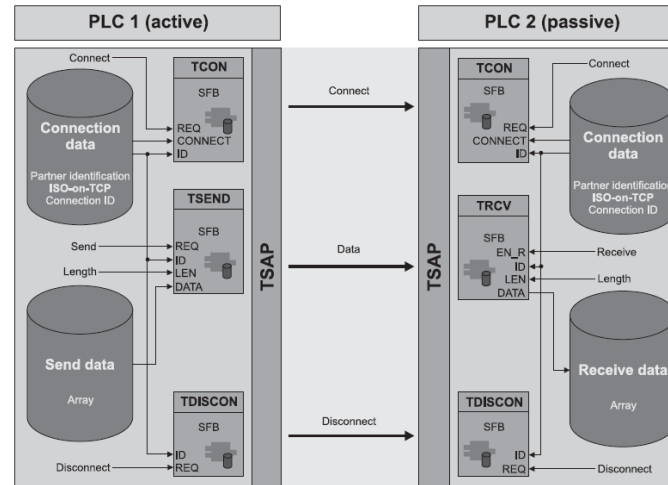 PLC 1 (active)
PLC 2 (passive)
Connect
TCON
SFB
REQ
CONNECT
ID
Connection
data
Partner identification
ISO-on-TCP
Connection ID
TSEND
SFB
Send
REQ
ID
Length
LEN
DATA
Send data
Array
TDISCON
SFB
ID
Disconnect
REQ
TSAP
Connect
Data
Disconnect
TSAP
TCON
SFB
Connect
REQ
CONNECT
ID
Connection
data
Partner identification
ISO-on-TCP
Connection ID
TRCV
SFB
EN_R
Receive
ID
LEN
Length
DATA
Receive data
Array
TDISCON
SFB
ID
REQ
Disconnect